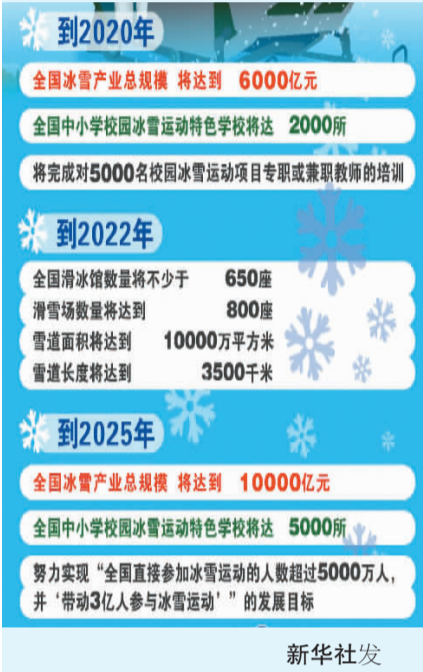 到2020年
全国冰雪产业总规模 将达到 6000亿元
全国中小学校园冰雪运动特色学校将达 2000所
将完成对5000名校园冰雪运动项目专职或兼职教师的培训
到2022年
全国滑冰馆数量将不少于 650座
滑雪场数量将达到 800座
雪道面积将达到 10000万平方米
雪道长度将达到 3500千米
到2025年
全国冰雪产业总规模 将达到 10000亿元
全国中小学校园冰雪运动特色学校将达 5000所
努力实现“全国直接参加冰雪运动的人数超过5000万人，
并‘带动3亿人参与冰雪运动’”的发展目标
新华社发